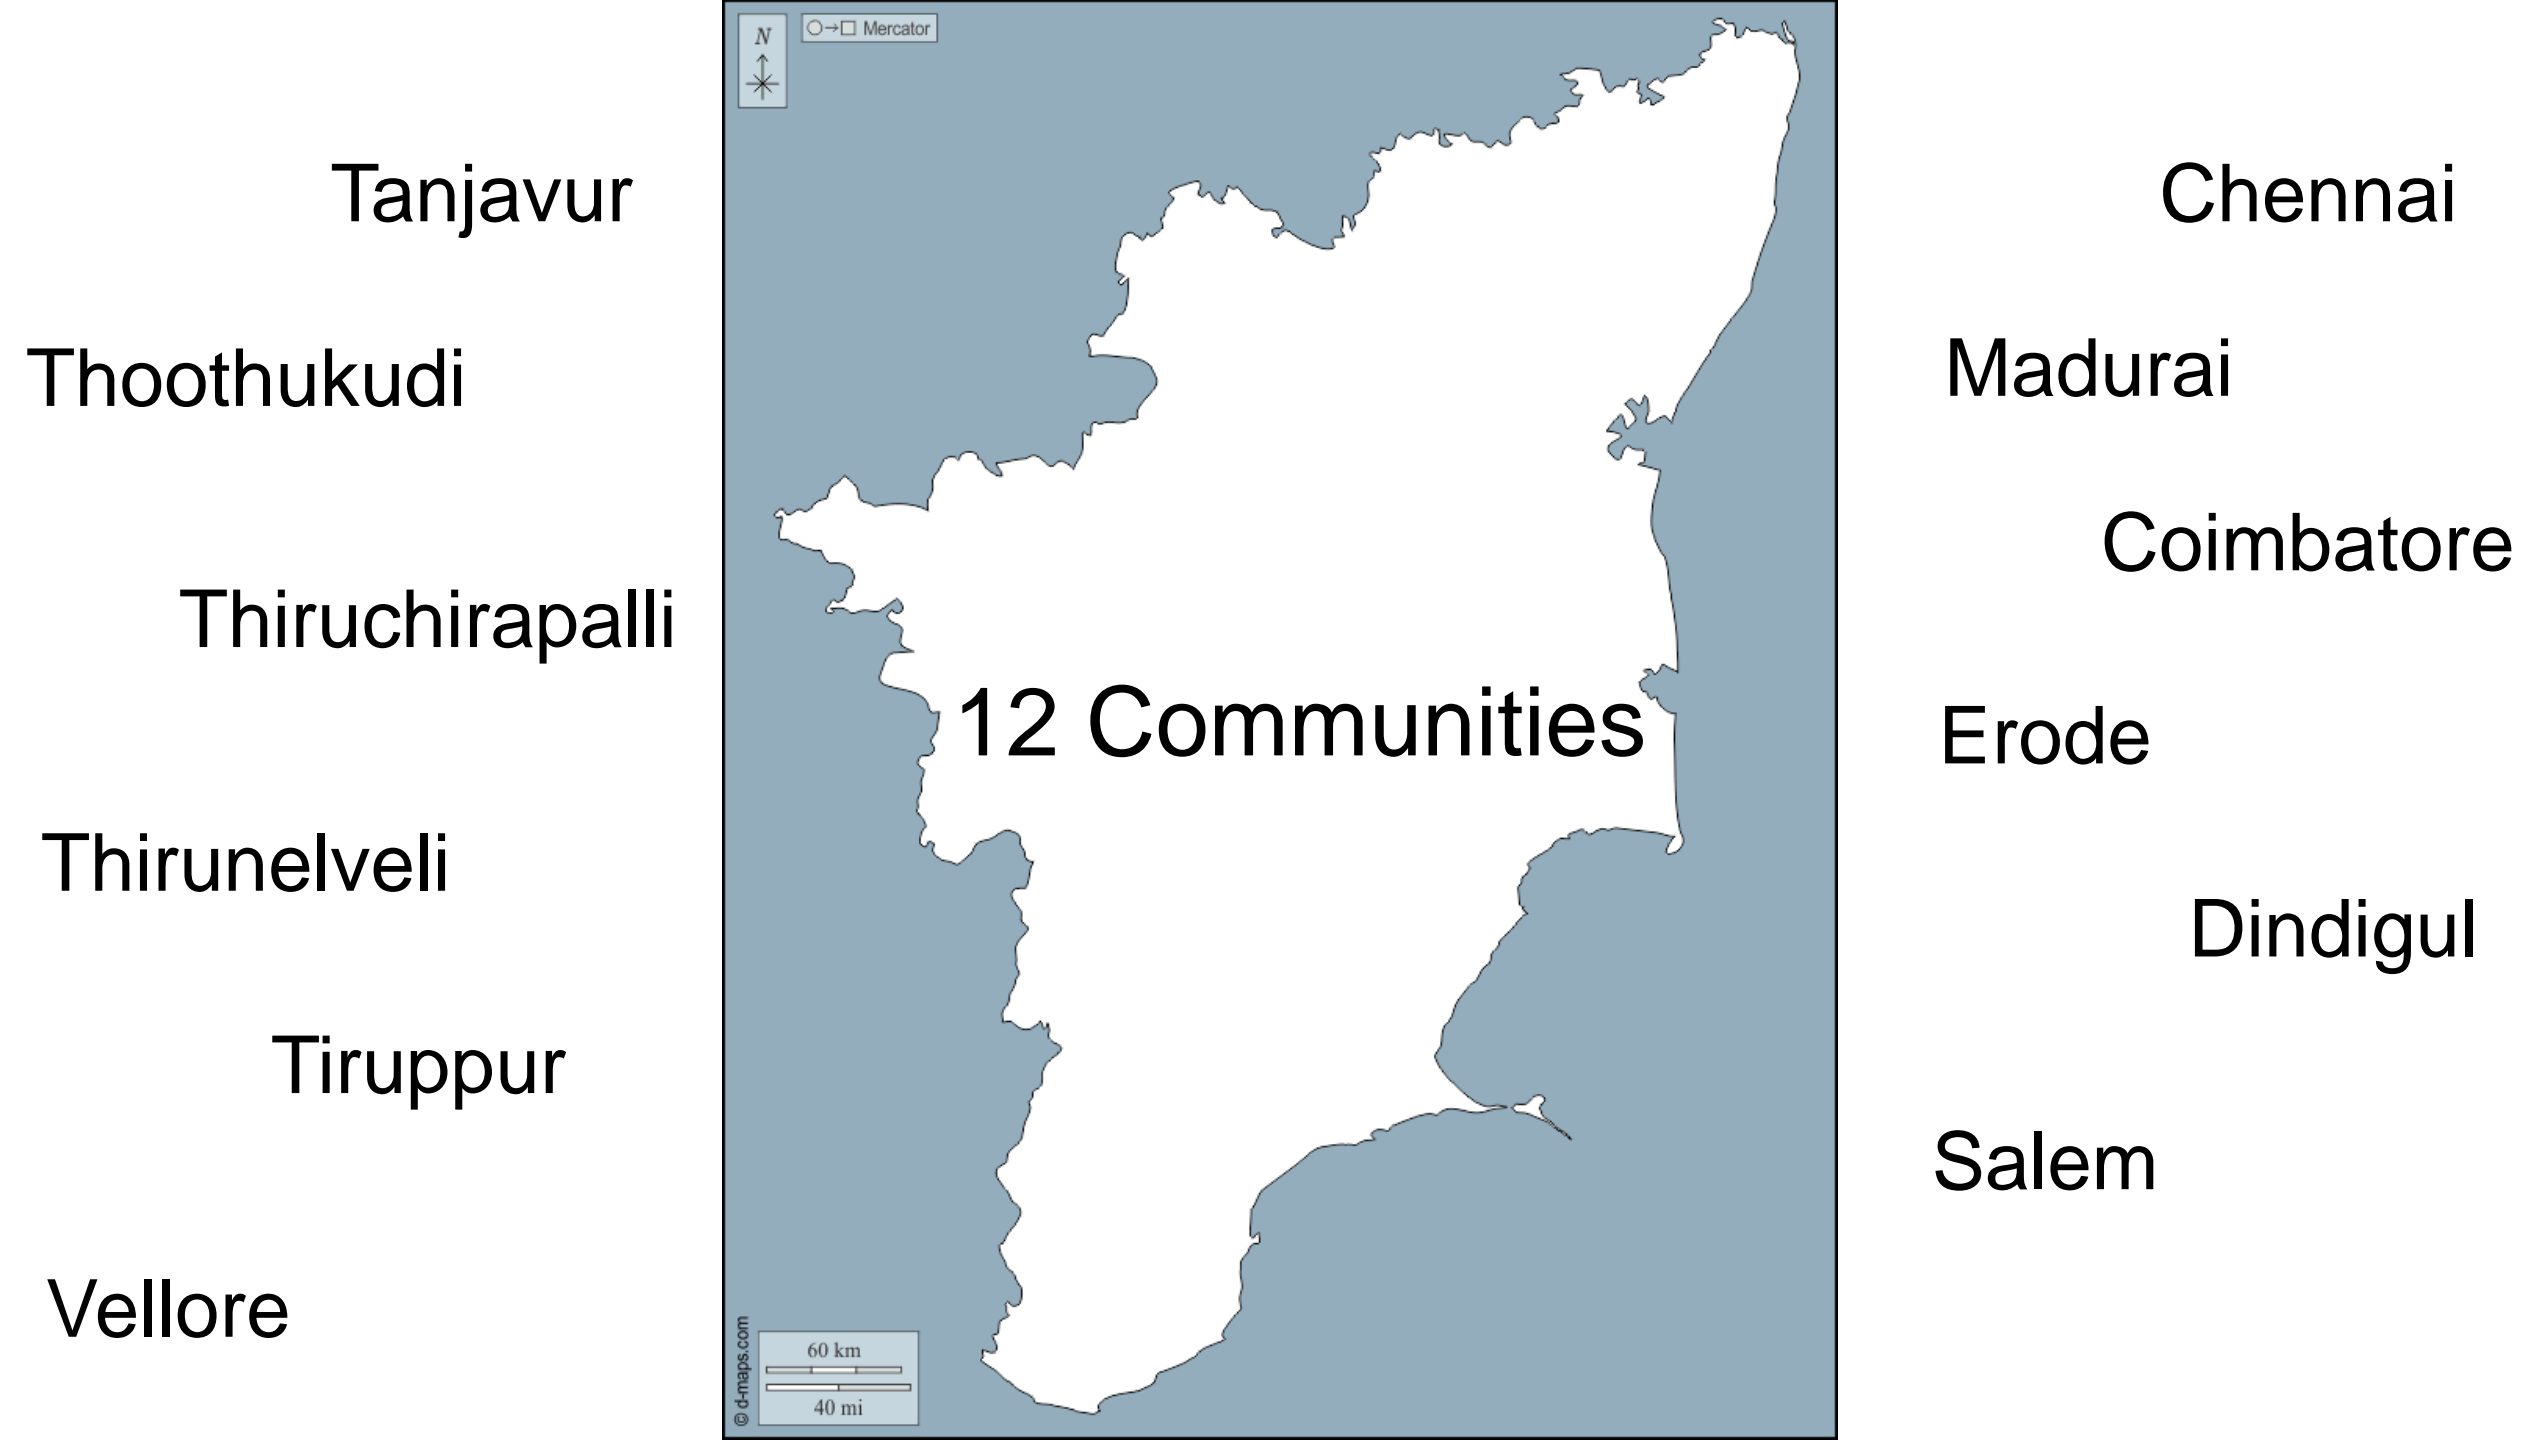 N
Mercator
Tanjavur
Thoothukudi
Thiruchirapalli
Thirunelveli
Tiruppur
Vellore
12 Communities
Chennai
Madurai
Coimbatore
Erode
Dindigul
Salem
© d-maps.com
60 km
40 mi